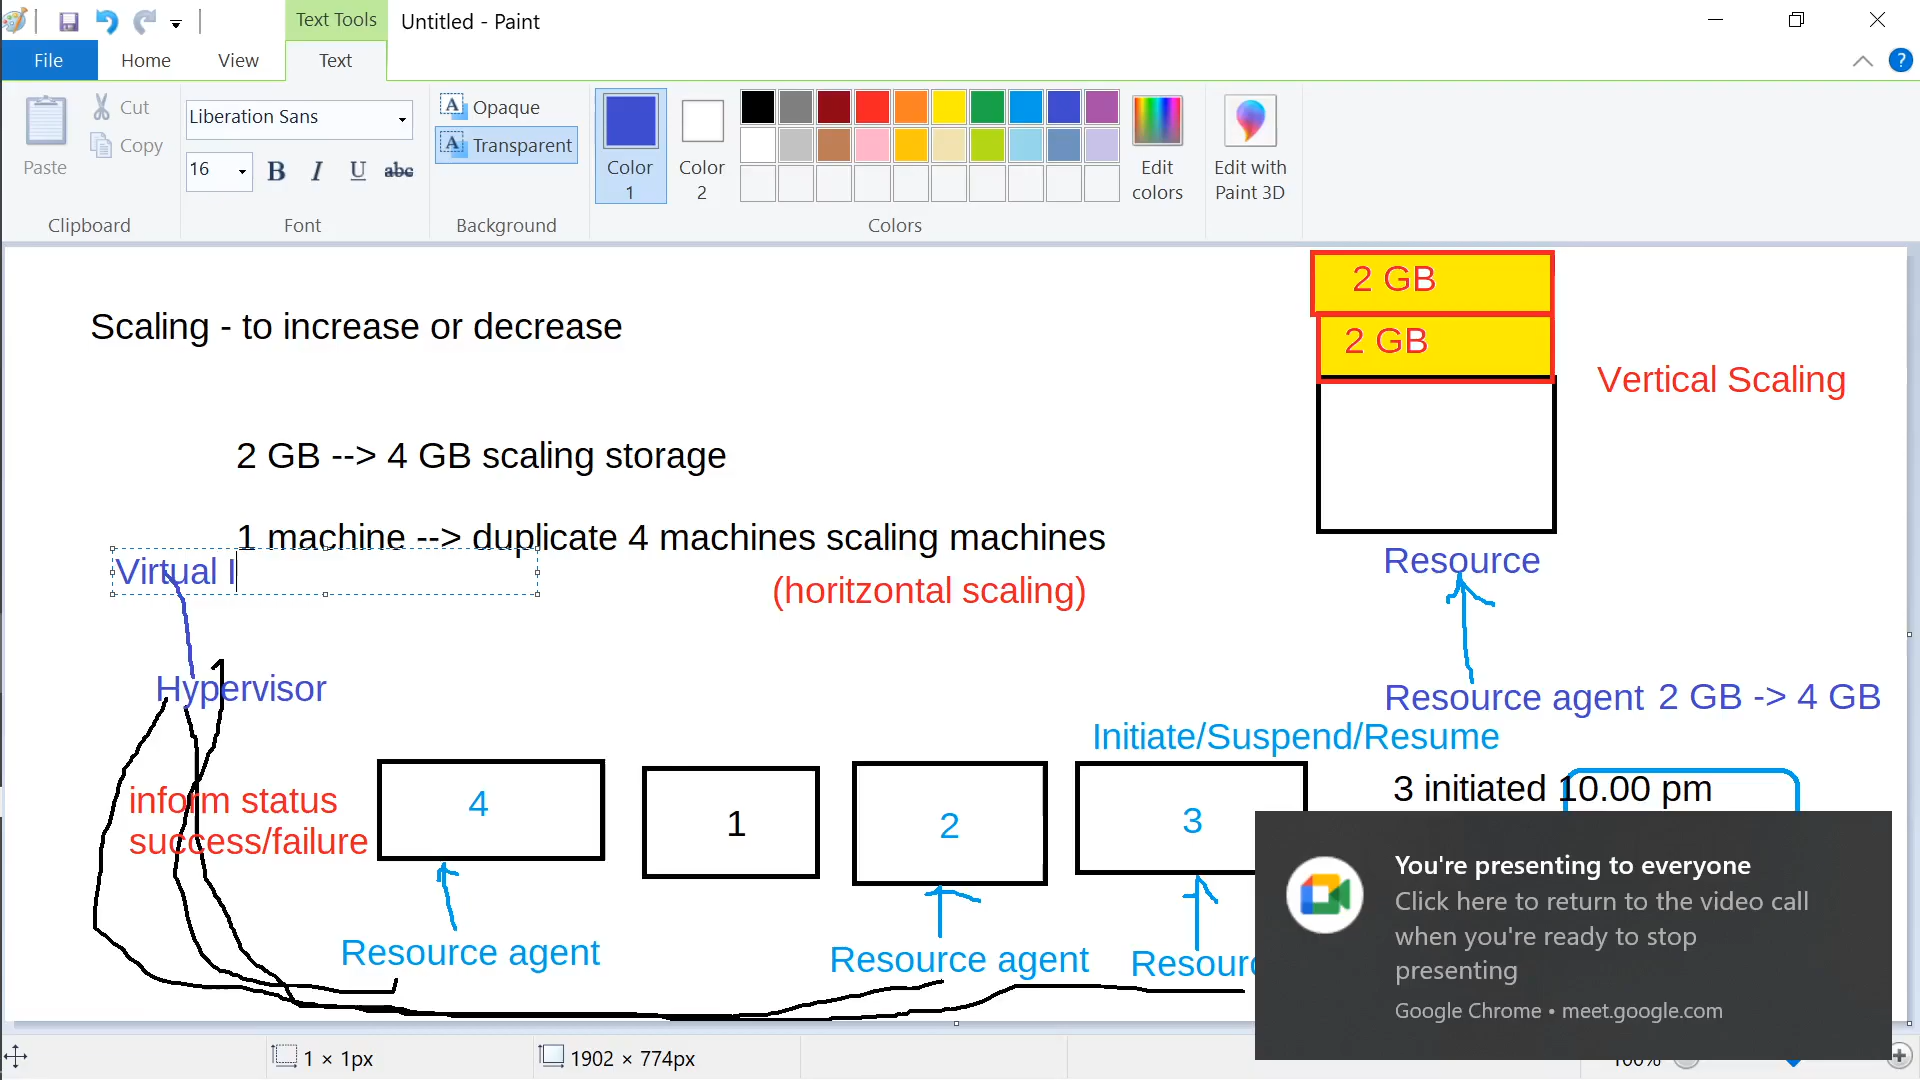 Text Tools
Untitled - Paint
File
Home
View
Text
?
Paste
Cut
Copy
Clipboard
Liberation Sans
16
B
I
U
abc
Font
A Opaque
A Transparent
Background
Color 1
Color 2
Colors
Edit colors
Edit with Paint 3D
2 GB
2 GB
Scaling - to increase or decrease
Vertical Scaling
2 GB --> 4 GB scaling storage
1 machine --> duplicate 4 machines scaling machines
Virtual I
(horitzontal scaling)
Resource
Hypervisor
Resource agent 2 GB -> 4 GB
Initiate/Suspend/Resume
3 initiated 10.00 pm
inform status
success/failure
4
1
2
3
Resource agent
Resource agent
You're presenting to everyone
Click here to return to the video call
when you're ready to stop
presenting
Google Chrome • meet.google.com
1 × 1px
1902 × 774px
100%